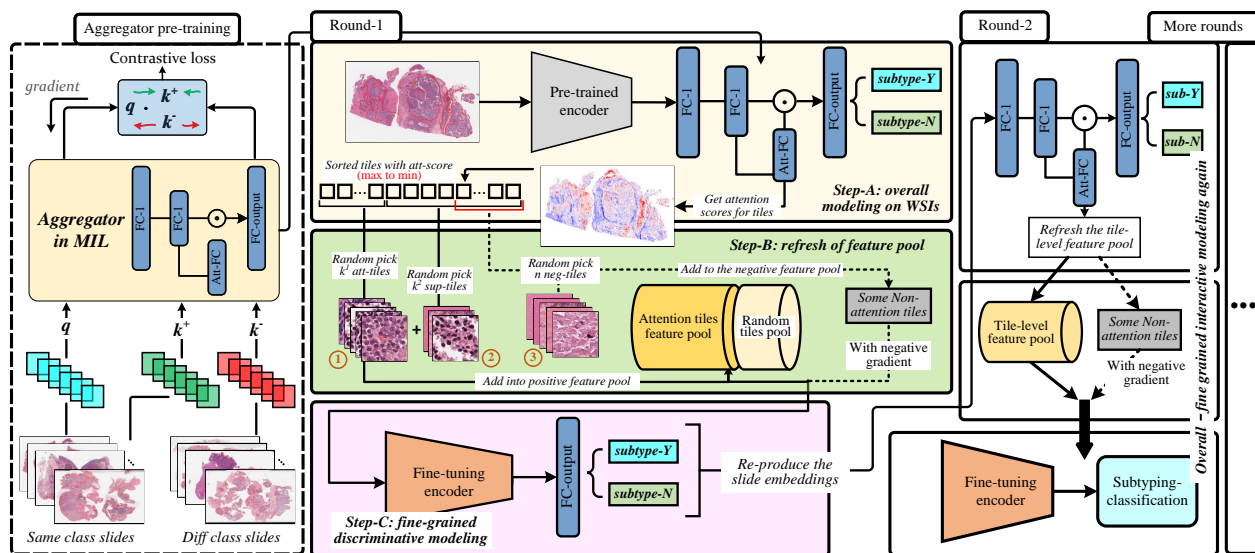 Aggregator pre-training
Contrastive loss
gradient
q · k⁺
k⁻
Aggregator
in MIL
FC-1
FC-1
Att-FC
FC-output
q
k⁺
k⁻
Same class slides
Diff class slides
Round-1
Pre-trained
encoder
FC-1
FC-1
Att-FC
FC-output
subtype-Y
subtype-N
Sorted tiles with att-score
(max to min)
Get attention
scores for tiles
Step-A: overall
modeling on WSIs
Step-B: refresh of feature pool
Random pick
k¹ att-tiles
Random pick
k² sup-tiles
Random pick
n neg-tiles
Add to the negative feature pool
+
1
2
3
Attention tiles
feature pool
Random
tiles pool
Some Non-
attention tiles
With negative
gradient
Add into positive feature pool
Fine-tuning
encoder
FC-output
subtype-Y
subtype-N
Step-C: fine-grained
discriminative modeling
Re-produce the
slide embeddings
Round-2
FC-1
FC-1
Att-FC
FC-output
sub-Y
sub-N
Refresh the tile-
level feature pool
Tile-level
feature pool
Some Non-
attention tiles
With negative
gradient
Fine-tuning
encoder
Subtyping-
classification
Overall - fine grained interactive modeling again
More rounds